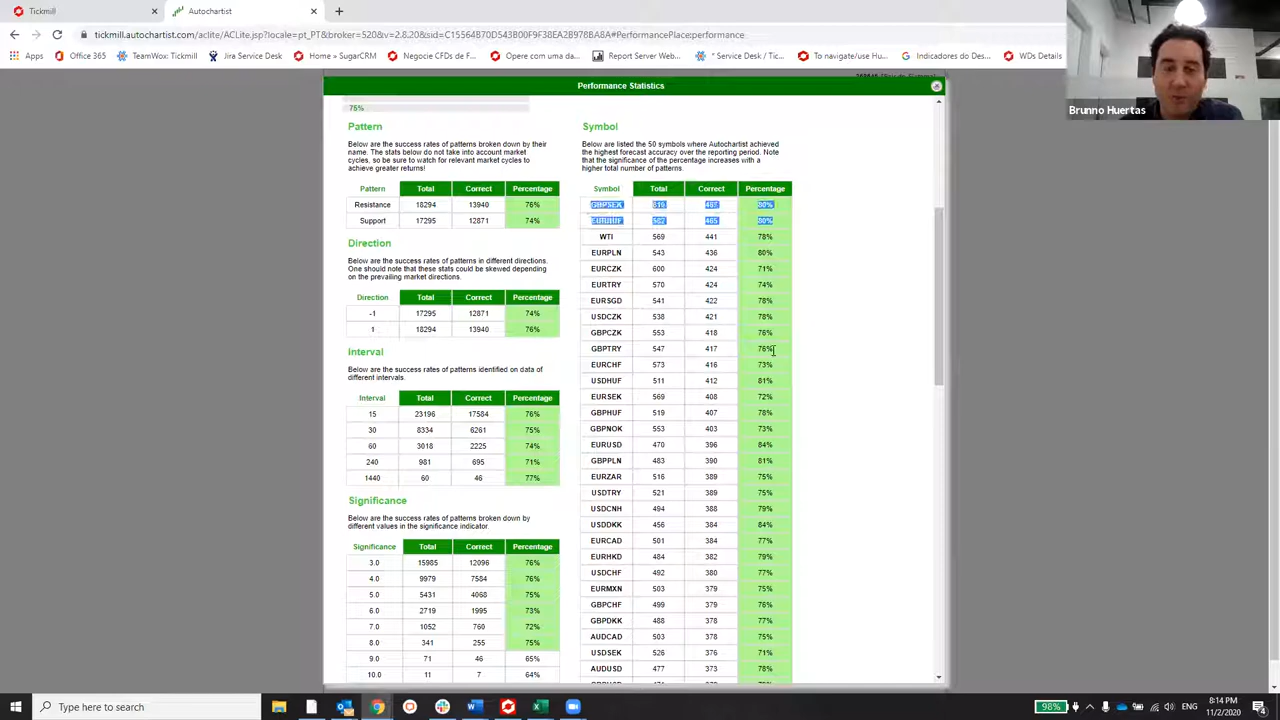 Tickmill
Autochartist
tickmill.autochartist.com/aclite/ACLite.jsp?locale=pt_PT&broker=520&v=2.8.20&sid=C15564B70D543B00F9F38EA2B978BA8A#PerformancePlace:performance
Apps
Office 365
TeamWox: Tickmill
Jira Service Desk
Home » SugarCRM
Negocie CFDs de F...
Opere com uma da...
Report Server Web...
* Service Desk / Tic...
To navigate/use Hu...
Indicadores do Des...
WDs Details
Brunno Huertas
Performance Statistics
75%
Pattern
Below are the success rates of patterns broken down by their
name. The stats below do not take into account market
cycles, so be sure to watch for relevant market cycles to
achieve greater returns!
Pattern Total Correct Percentage
Resistance 18294 13940 76%
Support 17295 12871 74%
Direction
Below are the success rates of patterns in different directions.
One should note that these stats could be skewed depending
on the prevailing market directions.
Direction Total Correct Percentage
-1 17295 12871 74%
1 18294 13940 76%
Interval
Below are the success rates of patterns identified on data of
different intervals.
Interval Total Correct Percentage
15 23196 17584 76%
30 8334 6261 75%
60 3018 2225 74%
240 981 695 71%
1440 60 46 77%
Significance
Below are the success rates of patterns broken down by
different values in the significance indicator.
Significance Total Correct Percentage
3.0 15985 12096 76%
4.0 9979 7584 76%
5.0 5431 4068 75%
6.0 2719 1995 73%
7.0 1052 760 72%
8.0 341 255 75%
9.0 71 46 65%
10.0 11 7 64%
Symbol
Below are listed the 50 symbols where Autochartist achieved
the highest forecast accuracy over the reporting period. Note
that the significance of the percentage increases with a
higher total number of patterns.
Symbol Total Correct Percentage
GBPSEK 80%
EURHUF 582 465 80%
WTI 569 441 78%
EURPLN 543 436 80%
EURCZK 600 424 71%
EURTRY 570 424 74%
EURSGD 541 422 78%
USDCZK 538 421 78%
GBPCZK 553 418 76%
GBPTRY 547 417 76%
EURCHF 573 416 73%
USDHUF 511 412 81%
EURSEK 569 408 72%
GBPHUF 519 407 78%
GBPNOK 553 403 73%
EURUSD 470 396 84%
GBPPLN 483 390 81%
EURZAR 516 389 75%
USDTRY 521 389 75%
USDCNH 494 388 79%
USDDKK 456 384 84%
EURCAD 501 384 77%
EURHKD 484 382 79%
USDCHF 492 380 77%
EURMXN 503 379 75%
GBPCHF 499 379 76%
GBPDKK 488 378 77%
AUDCAD 503 378 75%
USDSEK 526 376 71%
AUDUSD 477 373 78%
Type here to search
98%
ENG
8:14 PM
11/2/2020